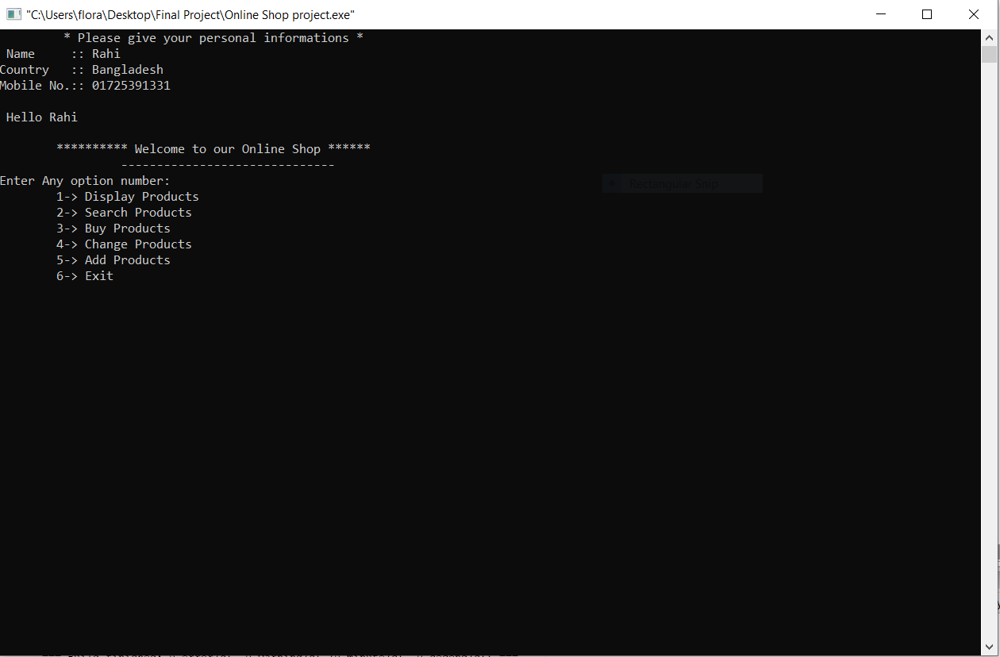 "C:\Users\flora\Desktop\Final Project\Online Shop project.exe"
* Please give your personal informations *
Name :: Rahi
Country :: Bangladesh
Mobile No.:: 01725391331
Hello Rahi
********** Welcome to our Online Shop ******
------------------------------
Enter Any option number:
Rectangular Snip
1-> Display Products
2-> Search Products
3-> Buy Products
4-> Change Products
5-> Add Products
6-> Exit